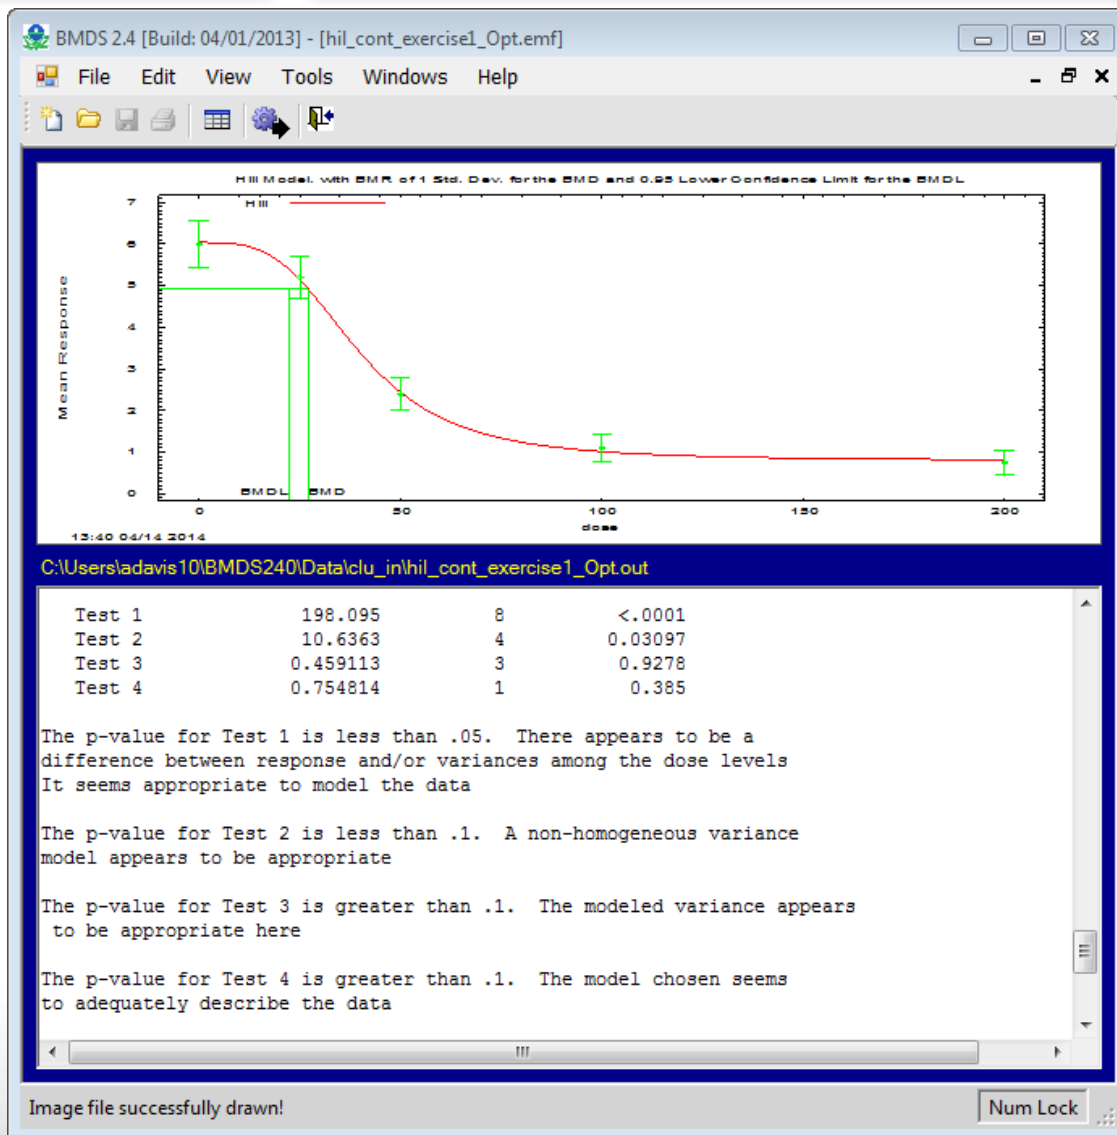 BMDS 2.4 [Build: 04/01/2013] - [hil_cont_exercise1_Opt.emf]
File Edit View Tools Windows Help
Hill Model, with BMR of 1 Std. Dev. for the BMD and 0.95 Lower Confidence Limit for the BMDL
Hill
7
6
5
4
3
2
1
0
Mean Response
BMDL BMD
0 50 100 150 200
dose
13:40 04/14 2014
C:\Users\adavis10\BMDS240\Data\clu_in\hil_cont_exercise1_Opt.out
Test 1 198.095 8 <.0001
Test 2 10.6363 4 0.03097
Test 3 0.459113 3 0.9278
Test 4 0.754814 1 0.385
The p-value for Test 1 is less than .05. There appears to be a
difference between response and/or variances among the dose levels
It seems appropriate to model the data
The p-value for Test 2 is less than .1. A non-homogeneous variance
model appears to be appropriate
The p-value for Test 3 is greater than .1. The modeled variance appears
to be appropriate here
The p-value for Test 4 is greater than .1. The model chosen seems
to adequately describe the data
Image file successfully drawn!
Num Lock